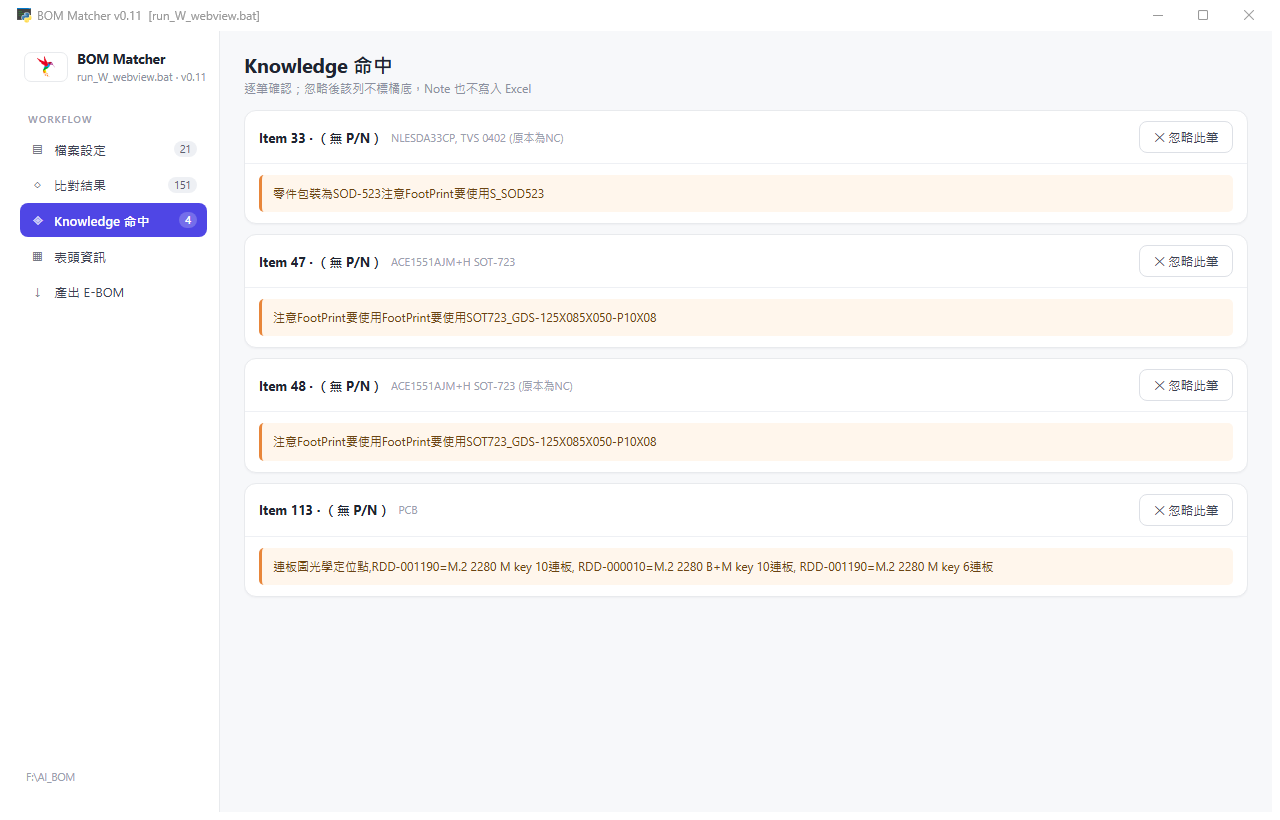 BOM Matcher v0.11 [run_W_webview.bat]
BOM Matcher
run_W_webview.bat · v0.11
WORKFLOW
檔案設定 21
比對結果 151
Knowledge 命中 4
表頭資訊
產出 E-BOM
F:\AI_BOM
Knowledge 命中
逐筆確認；忽略後該列不標橘底，Note 也不寫入 Excel
Item 33 · （無 P/N） NLESDA33CP, TVS 0402 (原本為NC) ✕ 忽略此筆
零件包裝為SOD-523注意FootPrint要使用S_SOD523
Item 47 · （無 P/N） ACE1551AJM+H SOT-723 ✕ 忽略此筆
注意FootPrint要使用FootPrint要使用SOT723_GDS-125X085X050-P10X08
Item 48 · （無 P/N） ACE1551AJM+H SOT-723 (原本為NC) ✕ 忽略此筆
注意FootPrint要使用FootPrint要使用SOT723_GDS-125X085X050-P10X08
Item 113 · （無 P/N） PCB ✕ 忽略此筆
連板圖光學定位點,RDD-001190=M.2 2280 M key 10連板, RDD-000010=M.2 2280 B+M key 10連板, RDD-001190=M.2 2280 M key 6連板